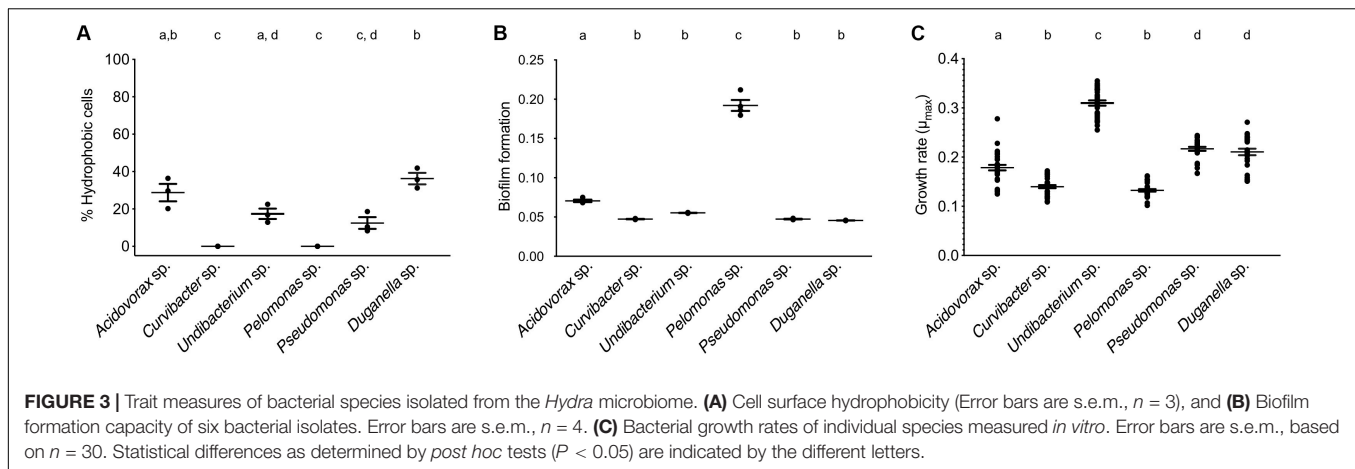 A
a,b c a,d c c,d b
% Hydrophobic cells
100
80
60
40
20
0
Acidovorax sp.
Curvibacter sp.
Undibacterium sp.
Pelomonas sp.
Pseudomonas sp.
Duganella sp.
B
a b b c b b
Biofilm formation
0.20
0.15
0.10
0.05
0.00
Acidovorax sp.
Curvibacter sp.
Undibacterium sp.
Pelomonas sp.
Pseudomonas sp.
Duganella sp.
C
a b c b d d
Growth rate (μmax)
0.4
0.3
0.2
0.1
0.0
Acidovorax sp.
Curvibacter sp.
Undibacterium sp.
Pelomonas sp.
Pseudomonas sp.
Duganella sp.
FIGURE 3 | Trait measures of bacterial species isolated from the Hydra microbiome. (A) Cell surface hydrophobicity (Error bars are s.e.m., n = 3), and (B) Biofilm
formation capacity of six bacterial isolates. Error bars are s.e.m., n = 4. (C) Bacterial growth rates of individual species measured in vitro. Error bars are s.e.m., based
on n = 30. Statistical differences as determined by post hoc tests (P < 0.05) are indicated by the different letters.